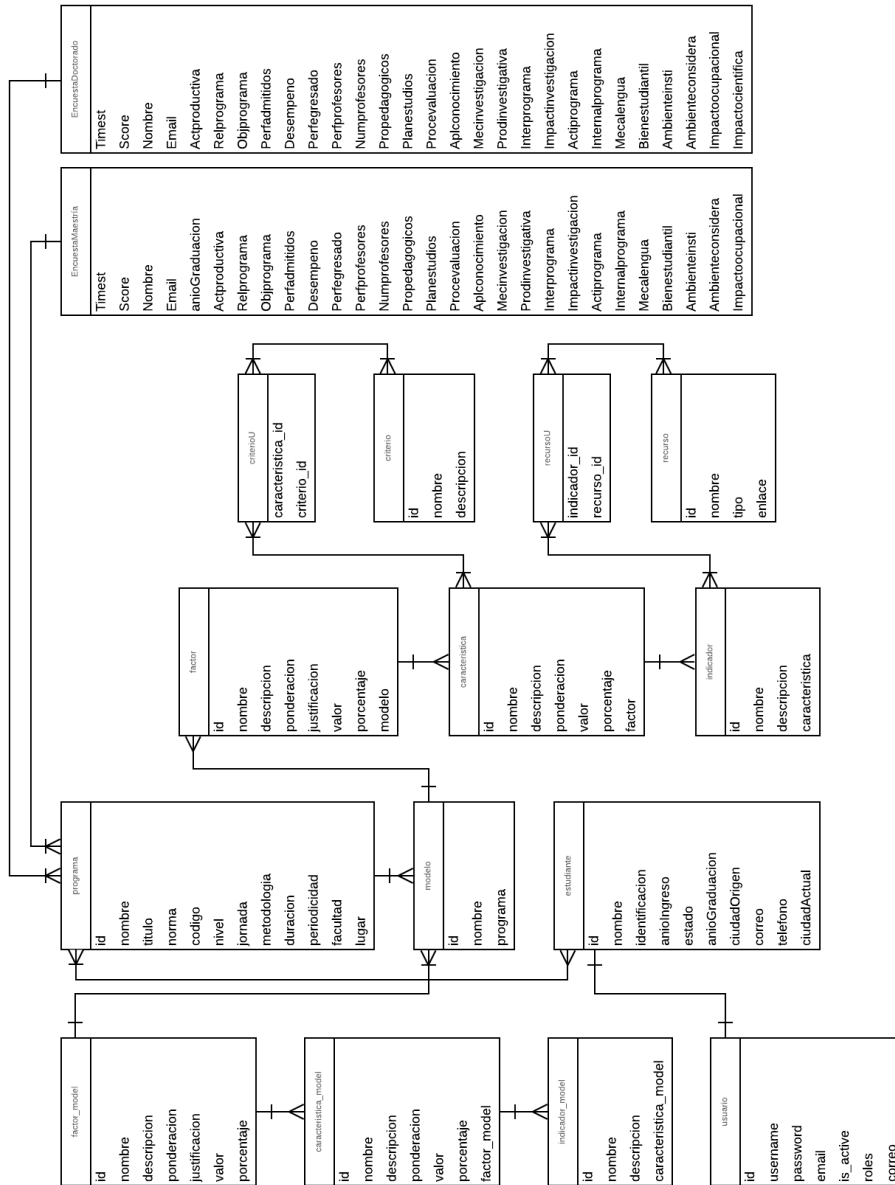 EncuestaDoctorado
Timest
Score
Nombre
Email
Actproductiva
Relprograma
Objprograma
Perfadmitidos
Desempeno
Perfegresado
Perfprofesores
Numprofesores
Propedagogicos
Planestudios
Procevaluacion
Aplconocimiento
Mecinvestigacion
Prodinvestigativa
Interprograma
Impactinvestigacion
Actiprograma
Internalprograma
Mecalengua
Bienestudiantil
Ambienteinsti
Ambienteconsidera
Impactoocupacional
Impactocientifica
EncuestaMaestria
Timest
Score
Nombre
Email
anioGraduacion
Actproductiva
Relprograma
Objprograma
Perfadmitidos
Desempeno
Perfegresado
Perfprofesores
Numprofesores
Propedagogicos
Planestudios
Procevaluacion
Aplconocimiento
Mecinvestigacion
Prodinvestigativa
Interprograma
Impactinvestigacion
Actiprograma
Internalprograma
Mecalengua
Bienestudiantil
Ambienteinsti
Ambienteconsidera
Impactoocupacional
criterioU
caracteristica_id
criterio_id
criterio
id
nombre
descripcion
recursoU
indicador_id
recurso_id
recurso
id
nombre
tipo
enlace
factor
id
nombre
descripcion
ponderacion
justificacion
valor
porcentaje
modelo
caracteristica
id
nombre
descripcion
ponderacion
valor
porcentaje
factor
indicador
id
nombre
descripcion
caracteristica
programa
id
nombre
titulo
norma
codigo
nivel
jornada
metodologia
duracion
periodicidad
facultad
lugar
modelo
id
nombre
programa
estudiante
id
nombre
identificacion
anioIngreso
estado
anioGraduacion
ciudadOrigen
correo
telefono
ciudadActual
factor_model
id
nombre
descripcion
ponderacion
justificacion
valor
porcentaje
caracteristica_model
id
nombre
descripcion
ponderacion
valor
porcentaje
factor_model
indicador_model
id
nombre
descripcion
caracteristica_model
usuario
id
username
password
email
is_active
roles
correo